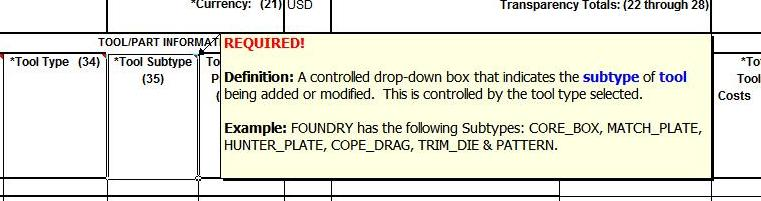 *Currency: (21) USD Transparency Totals: (22 through 28)
TOOL/PART INFORMAT
REQUIRED!
*Tool Type (34) *Tool Subtype (35)
Definition: A controlled drop-down box that indicates the subtype of tool
being added or modified. This is controlled by the tool type selected.
Example: FOUNDRY has the following Subtypes: CORE_BOX, MATCH_PLATE,
HUNTER_PLATE, COPE_DRAG, TRIM_DIE & PATTERN.
Tool
Costs